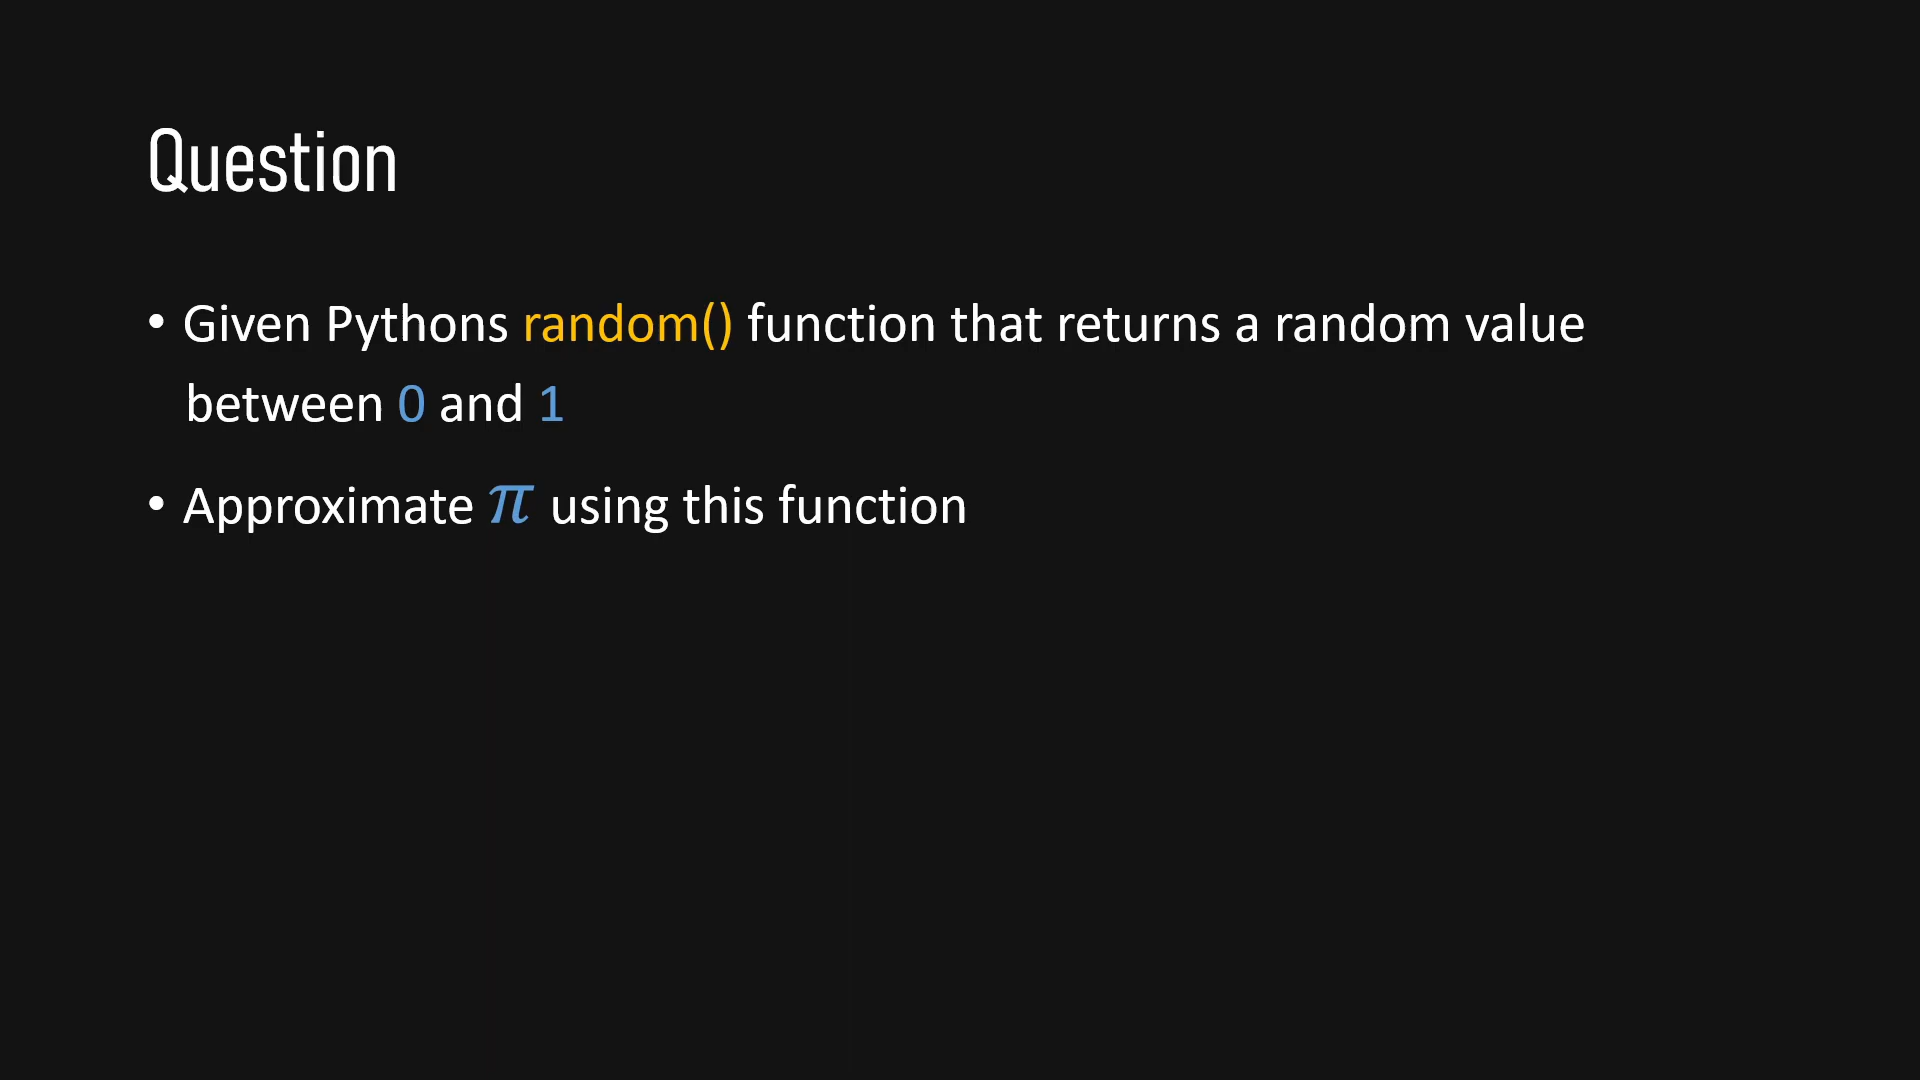 Question
• Given Pythons random() function that returns a random value
between 0 and 1
• Approximate π using this function